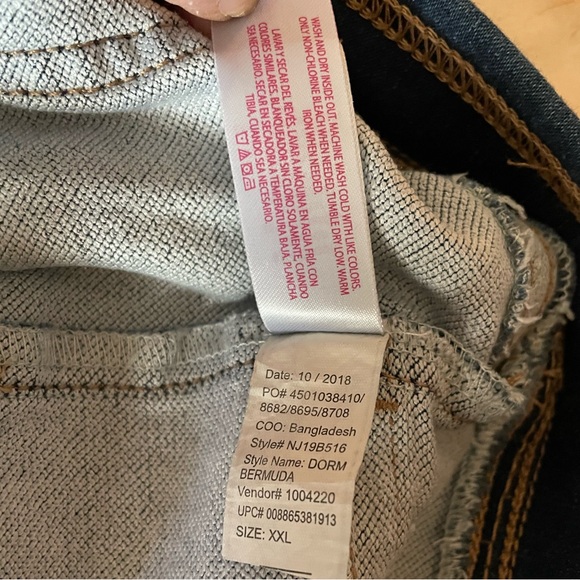 WASH AND DRY INSIDE OUT. MACHINE WASH COLD WITH LIKE COLORS.
ONLY NON-CHLORINE BLEACH WHEN NEEDED. TUMBLE DRY LOW. WARM
IRON WHEN NEEDED.
LAVAR Y SECAR DEL REVÉS. LAVAR A MÁQUINA EN AGUA FRÍA CON
COLORES SIMILARES. BLANQUEADOR SIN CLORO SOLAMENTE, CUANDO
SEA NECESARIO. SECAR EN SECADORA A TEMPERATURA BAJA. PLANCHA
TIBIA, CUANDO SEA NECESARIO.
Date: 10 / 2018
PO# 4501038410/
8682/8695/8708
COO: Bangladesh
Style# NJ19B516
Style Name: DORM
BERMUDA
Vendor# 1004220
UPC# 008865381913
SIZE: XXL